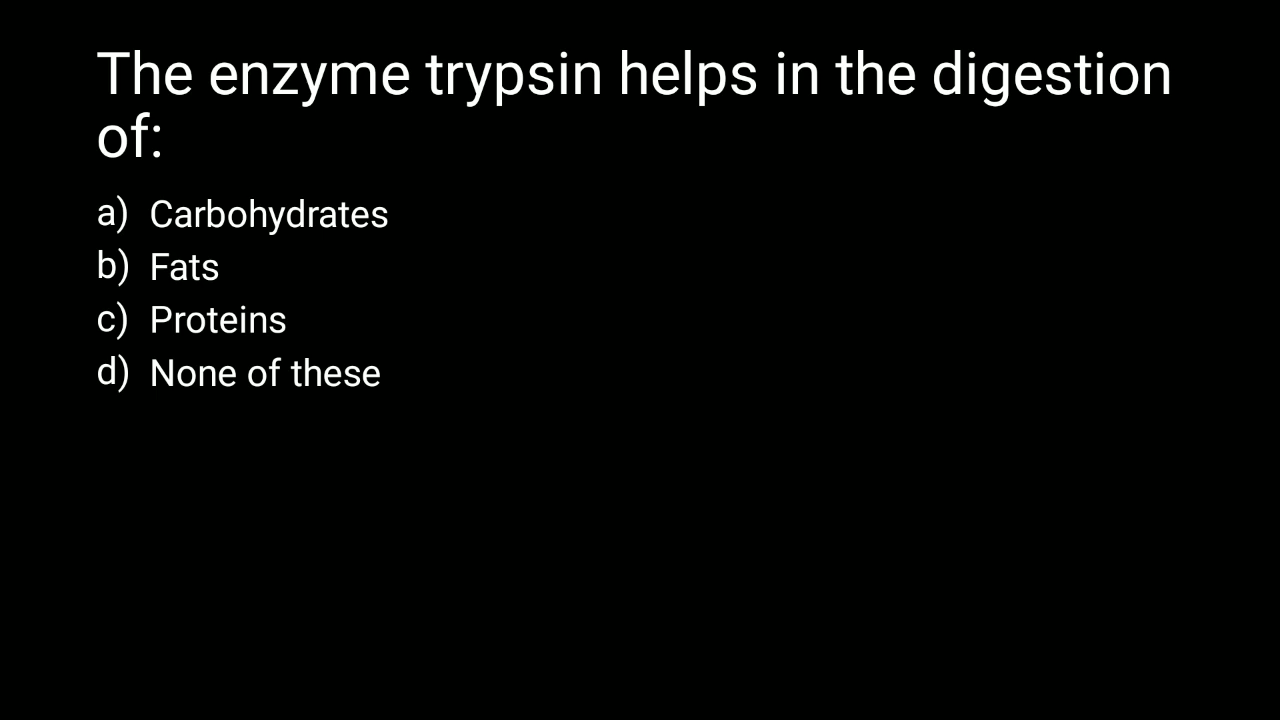 The enzyme trypsin helps in the digestion
of:
a) Carbohydrates
b) Fats
c) Proteins
d) None of these